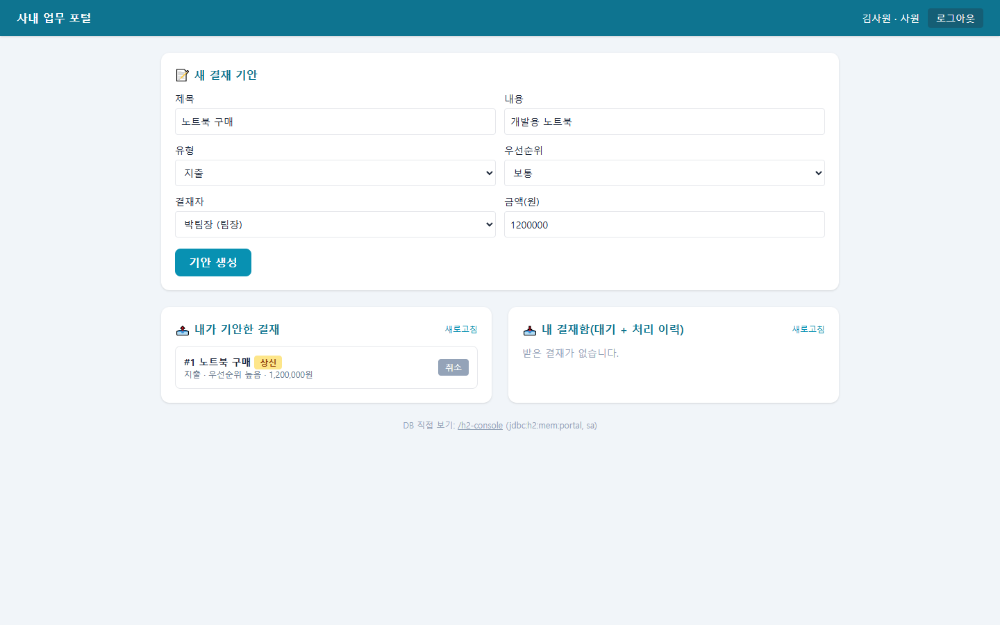 사내 업무 포털
김사원 · 사원
로그아웃
새 결재 기안
제목
내용
노트북 구매
개발용 노트북
유형
우선순위
지출
보통
결재자
금액(원)
박팀장 (팀장)
1200000
기안 생성
내가 기안한 결재
새로고침
#1 노트북 구매 상신
지출 · 우선순위 높음 · 1,200,000원
취소
내 결재함(대기 + 처리 이력)
새로고침
받은 결재가 없습니다.
DB 직접 보기: /h2-console (jdbc:h2:mem:portal, sa)